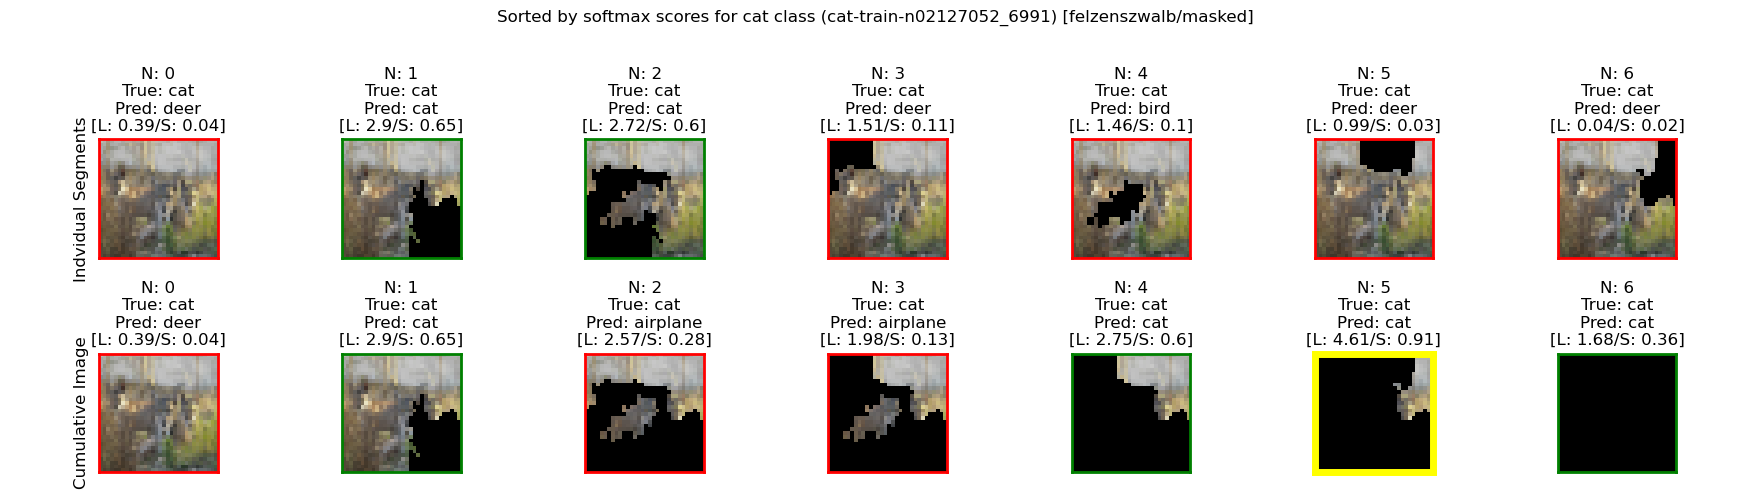 Sorted by softmax scores for cat class (cat-train-n02127052_6991) [felzenszwalb/masked]
Indvidual Segments
N: 0
True: cat
Pred: deer
[L: 0.39/S: 0.04]
N: 1
True: cat
Pred: cat
[L: 2.9/S: 0.65]
N: 2
True: cat
Pred: cat
[L: 2.72/S: 0.6]
N: 3
True: cat
Pred: deer
[L: 1.51/S: 0.11]
N: 4
True: cat
Pred: bird
[L: 1.46/S: 0.1]
N: 5
True: cat
Pred: deer
[L: 0.99/S: 0.03]
N: 6
True: cat
Pred: deer
[L: 0.04/S: 0.02]
Cumulative Image
N: 0
True: cat
Pred: deer
[L: 0.39/S: 0.04]
N: 1
True: cat
Pred: cat
[L: 2.9/S: 0.65]
N: 2
True: cat
Pred: airplane
[L: 2.57/S: 0.28]
N: 3
True: cat
Pred: airplane
[L: 1.98/S: 0.13]
N: 4
True: cat
Pred: cat
[L: 2.75/S: 0.6]
N: 5
True: cat
Pred: cat
[L: 4.61/S: 0.91]
N: 6
True: cat
Pred: cat
[L: 1.68/S: 0.36]